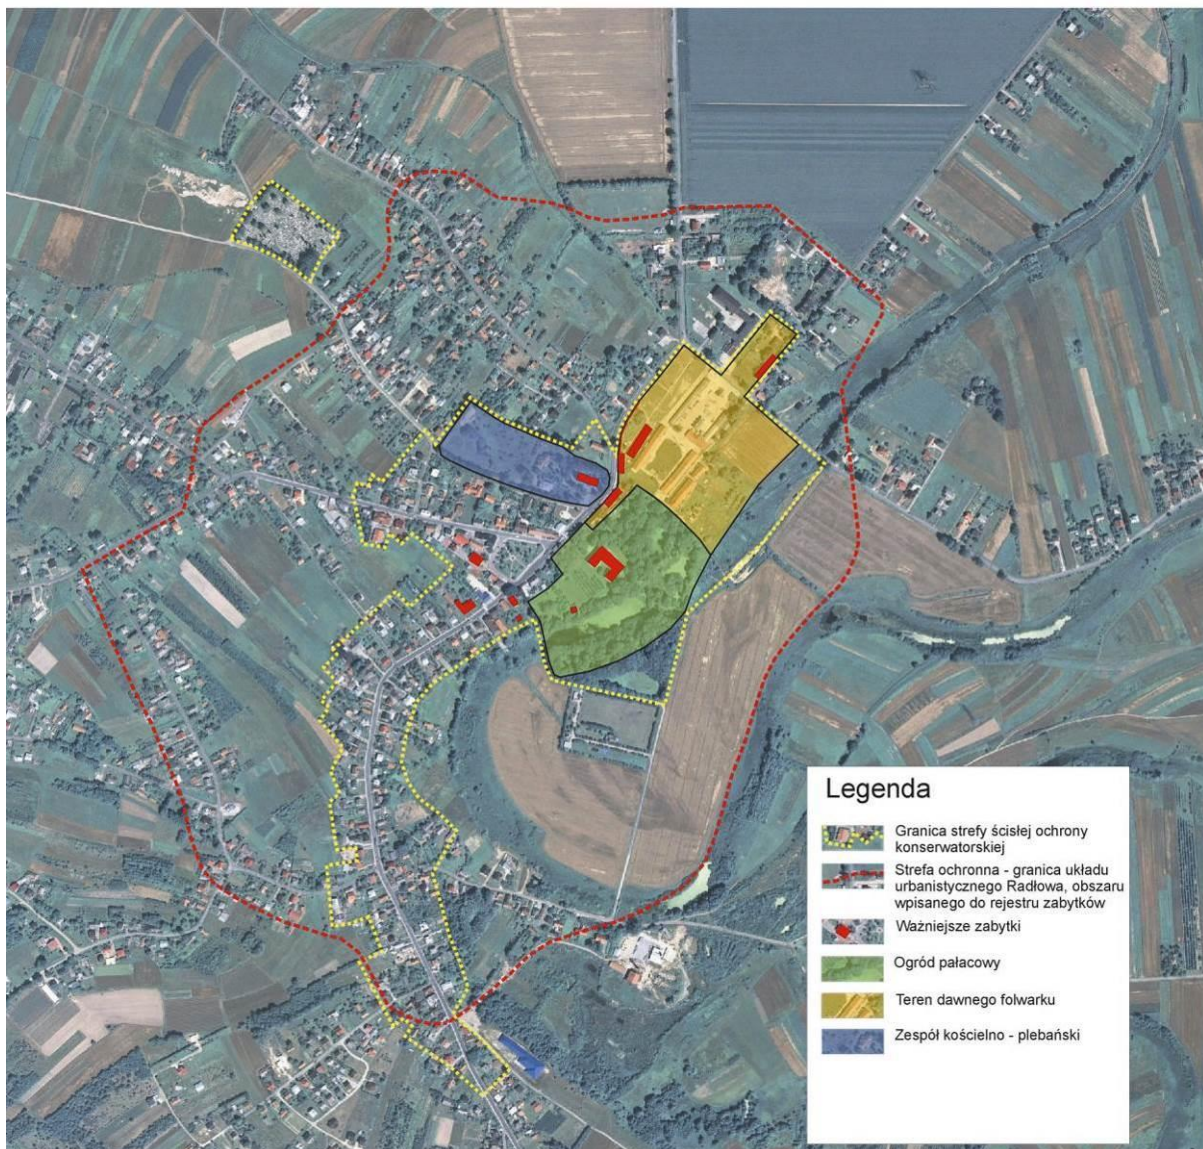 Legenda
Granica strefy ścisłej ochrony
konserwatorskiej
Strefa ochronna - granica układu
urbanistycznego Radłowa, obszaru
wpisanego do rejestru zabytków
Ważniejsze zabytki
Ogród pałacowy
Teren dawnego folwarku
Zespół kościelno - plebański